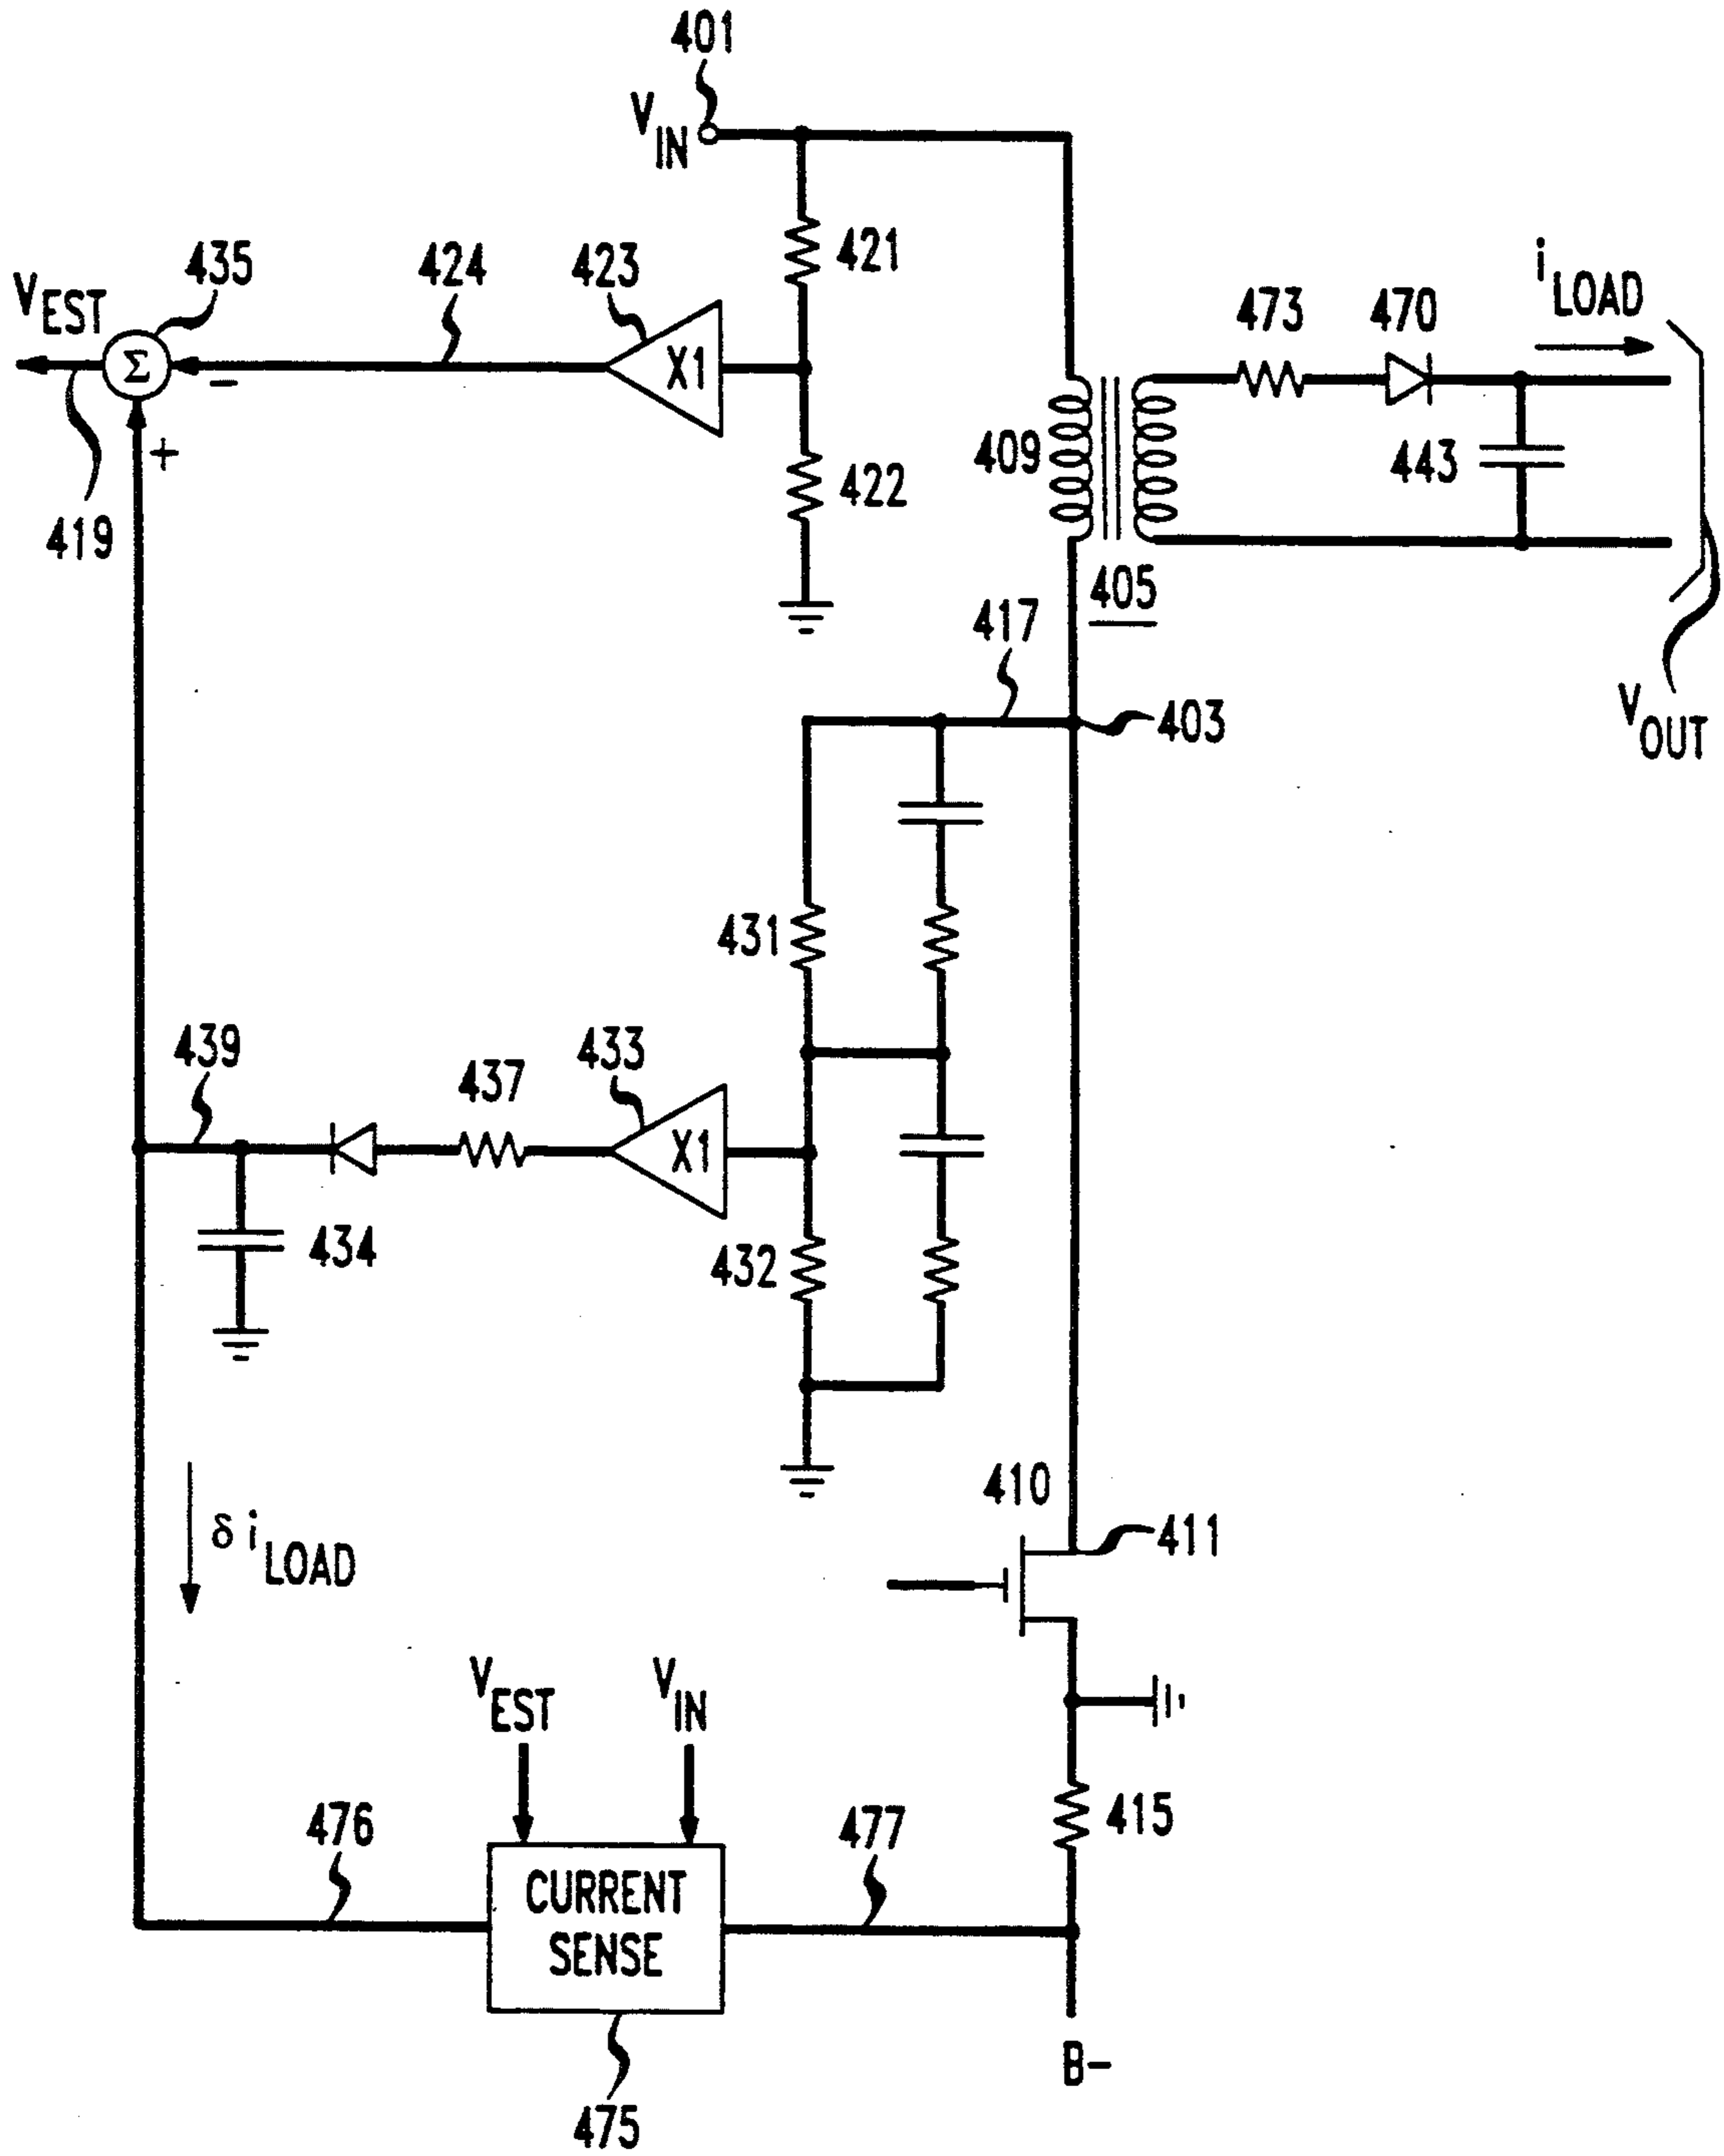 401
V IN
435
424
423
421
V EST
i LOAD
473
470
Σ
−
X1
+
409
443
422
419
405
417
403
V OUT
431
439
437
433
X1
434
432
410
411
δ i LOAD
V EST
V IN
476
477
415
CURRENT
SENSE
B−
475